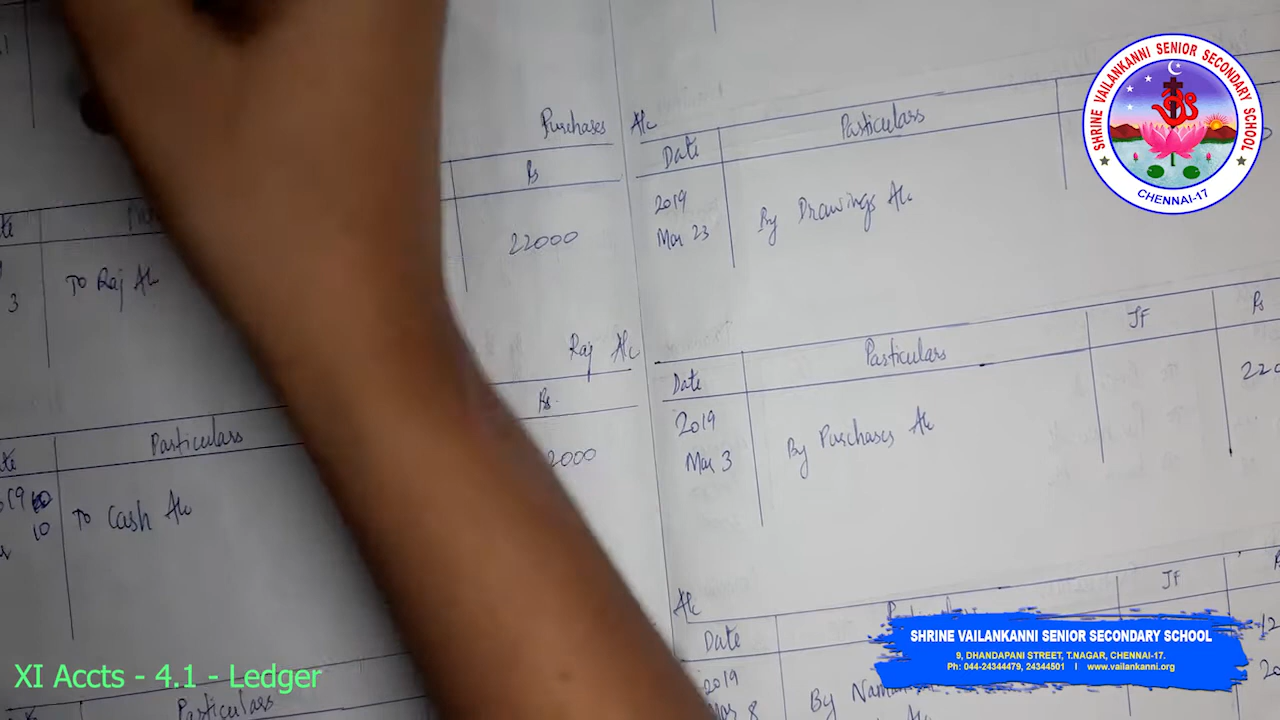 Purchases A/c
Rs
Date Particulars
2019
Mar 23 By Drawings A/c
22000
To Raj A/c
3
Raj A/c
Rs.
Date Particulars JF Rs
2019
Mar 3 By Purchases A/c
Particulars
10 To Cash A/c
A/c
Date Particulars JF
2019
Particulars
SHRINE VAILANKANNI SENIOR SECONDARY SCHOOL
CHENNAI-17
SHRINE VAILANKANNI SENIOR SECONDARY SCHOOL
9, DHANDAPANI STREET, T.NAGAR, CHENNAI-17.
Ph: 044-24344479, 24344501 I www.vailankanni.org
XI Accts - 4.1 - Ledger